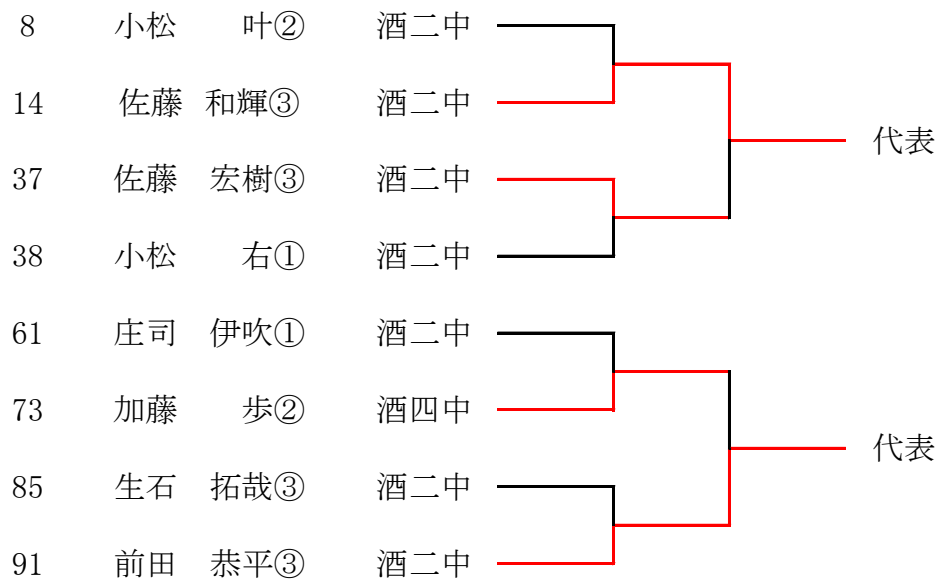 8 小松 叶② 酒二中
14 佐藤 和輝③ 酒二中
代表
37 佐藤 宏樹③ 酒二中
38 小松 右① 酒二中
61 庄司 伊吹① 酒二中
73 加藤 歩② 酒四中
代表
85 生石 拓哉③ 酒二中
91 前田 恭平③ 酒二中